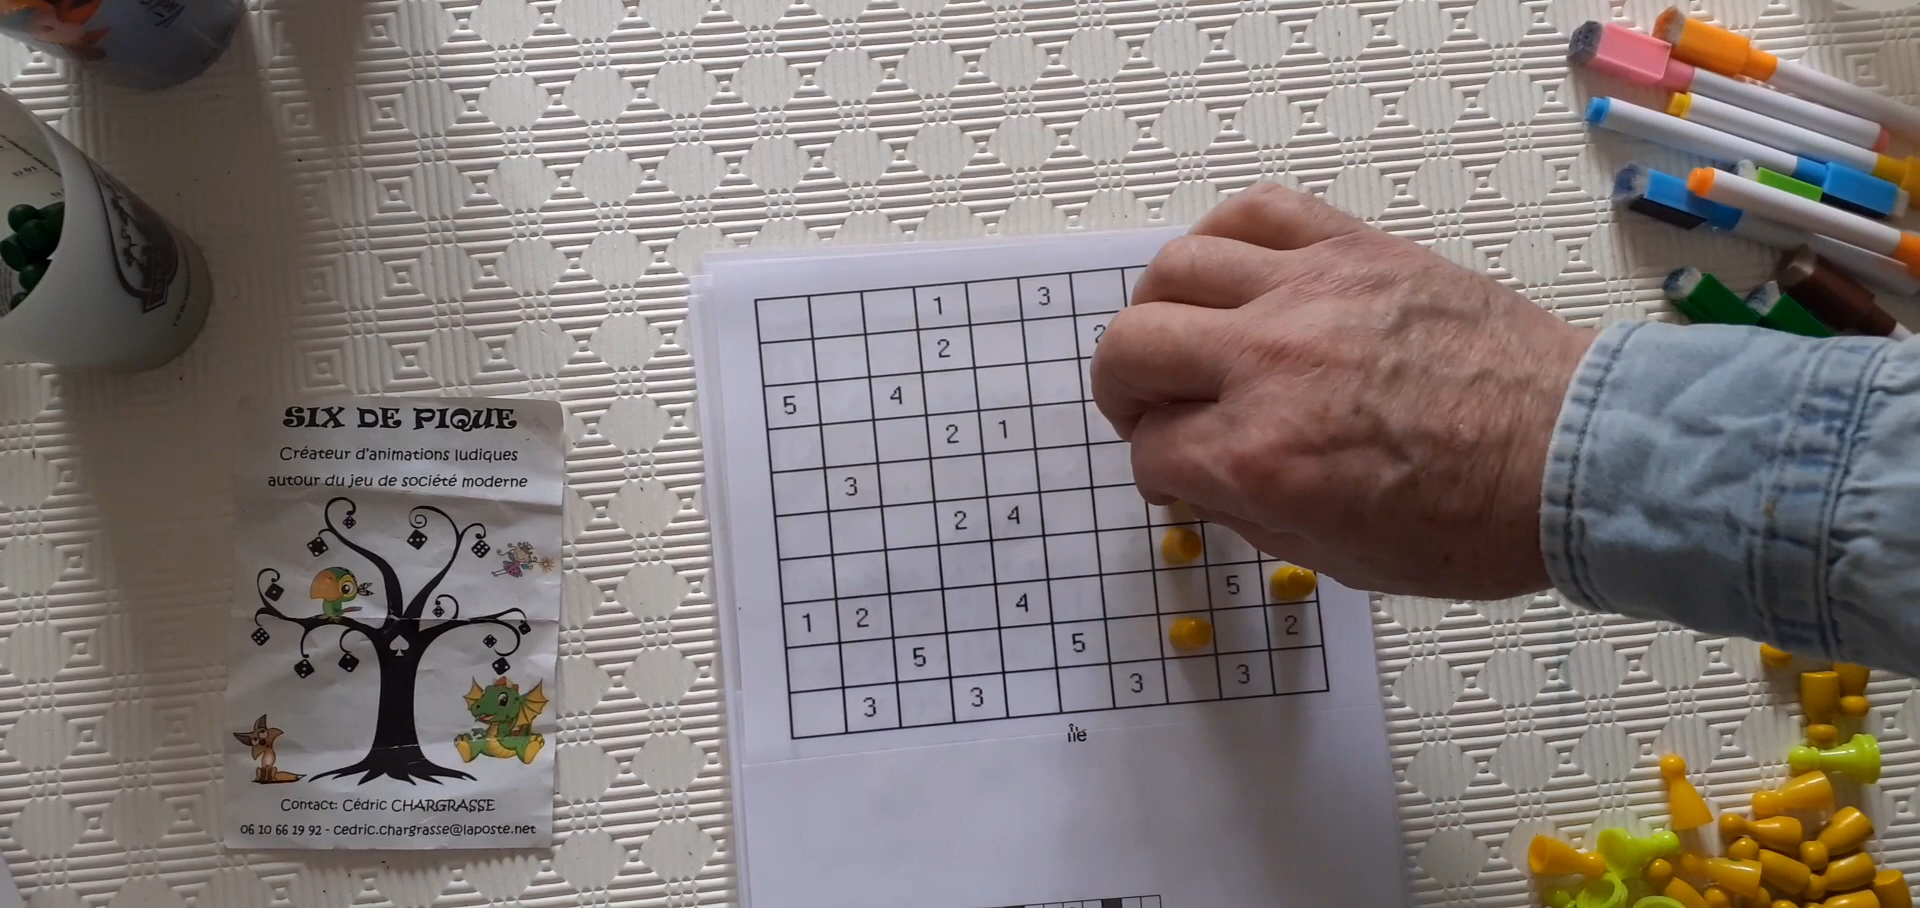 SIX DE PIQUE
Créateur d'animations ludiques
autour du jeu de société moderne
Contact: Cédric CHARGRASSE
06 10 66 19 92 - cedric.chargrasse@laposte.net
1 3
2 2
5 4
2 1
3
2 4
5
1 2 4 2
5 5
3 3 3 3
île